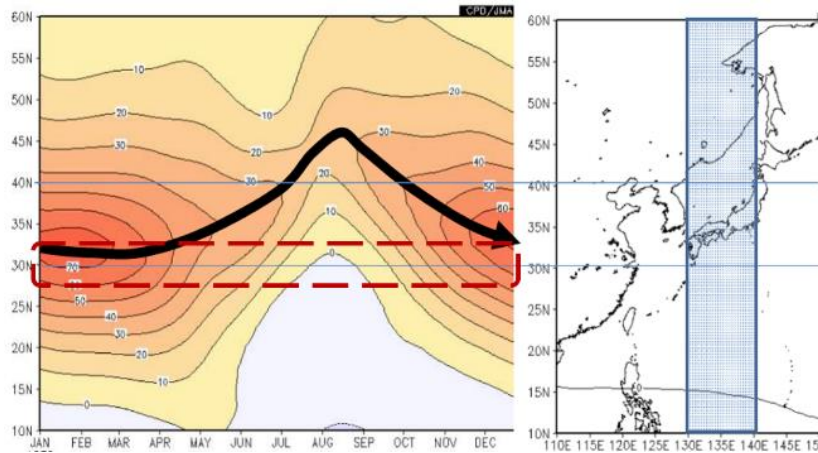 CPD/JMA
60N
50N
45N
40N
35N
30N
25N
20N
15N
10N
10
20
30
10
20
30
20
10
0
20
30
40
50
60
70
50
40
30
20
10
0
JAN FEB MAR APR MAY JUN JUL AUG SEP OCT NOV DEC
60N
55N
50N
45N
40N
35N
30N
25N
20N
15N
10N
0
110E 115E 120E 125E 130E 135E 140E 145E